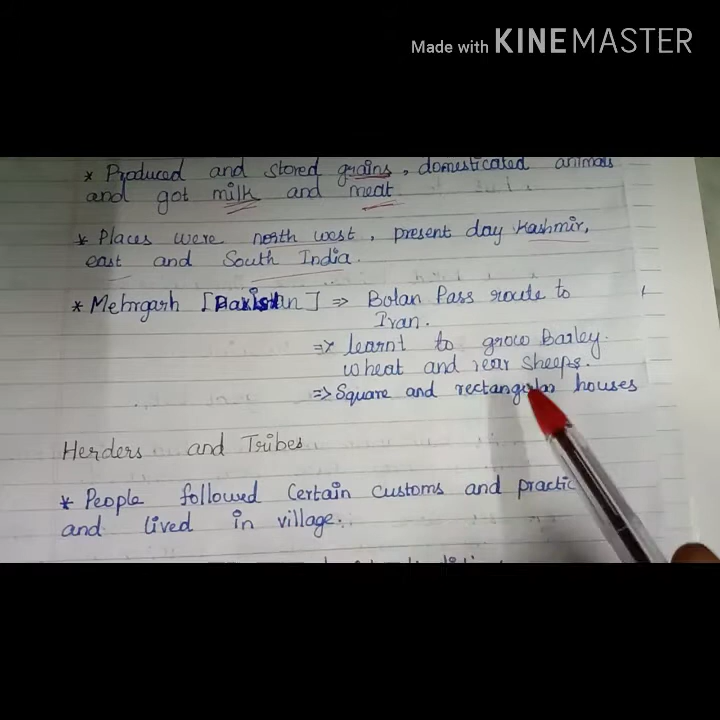 Made with KINEMASTER
* Produced and stored grains, domesticated animals
and got milk and meat
* Places were north west, present day Kashmir,
east and South India.
* Mehrgarh [Pakistan] => Bolan Pass route to
Iran.
=> learnt to grow Barley.
wheat and rear sheeps.
=> Square and rectangular houses
Herders and Tribes
* People followed Certain customs and practic
and lived in village.